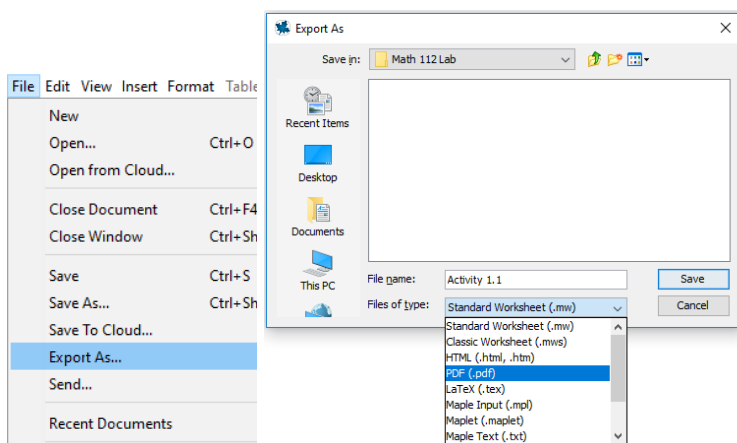 File Edit View Insert Format Table
New
Open... Ctrl+O
Open from Cloud...
Close Document Ctrl+F4
Close Window Ctrl+Sh
Save Ctrl+S
Save As... Ctrl+Sh
Save To Cloud...
Export As...
Send...
Recent Documents
Export As
Save in: Math 112 Lab
Recent Items
Desktop
Documents
This PC
File name: Activity 1.1 Save
Files of type: Standard Worksheet (.mw) Cancel
Standard Worksheet (.mw)
Classic Worksheet (.mws)
HTML (.html, .htm)
PDF (.pdf)
LaTeX (.tex)
Maple Input (.mpl)
Maplet (.maplet)
Maple Text (.txt)